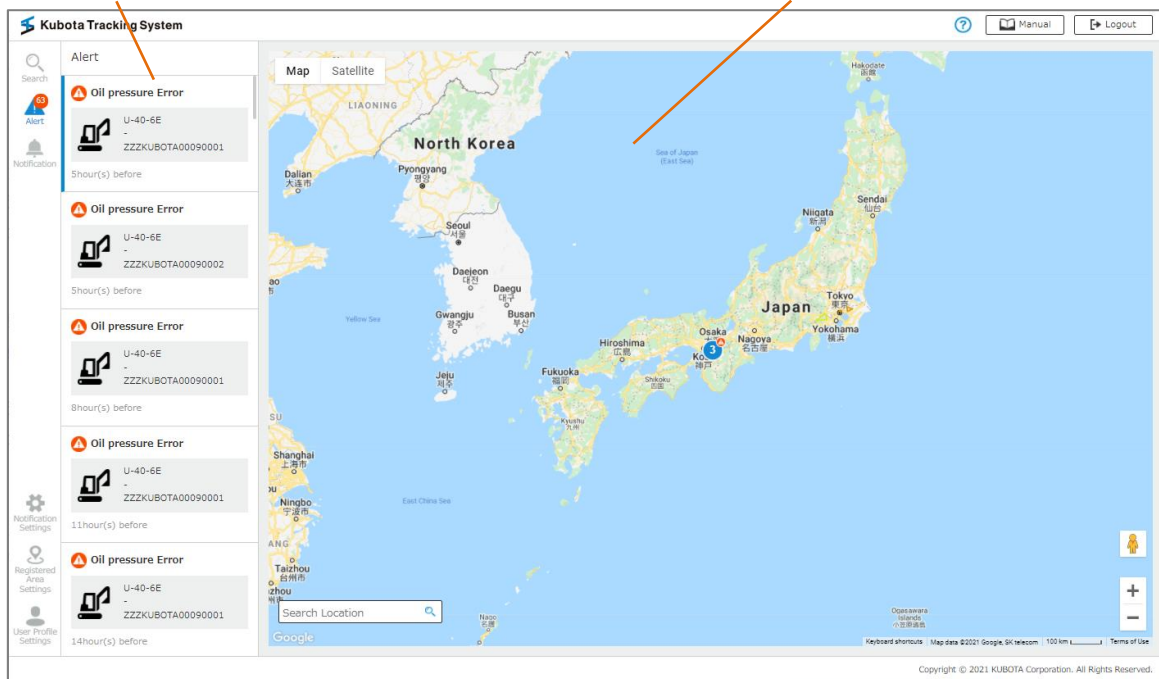 Kubota Tracking System
?
Manual
Logout
Search
63
Alert
Notification
Notification
Settings
Registered
Area
Settings
User Profile
Settings
Alert
Oil pressure Error
U-40-6E
-
ZZZKUBOTA00090001
5hour(s) before
Oil pressure Error
U-40-6E
-
ZZZKUBOTA00090002
5hour(s) before
Oil pressure Error
U-40-6E
-
ZZZKUBOTA00090001
8hour(s) before
Oil pressure Error
U-40-6E
-
ZZZKUBOTA00090001
11hour(s) before
Oil pressure Error
U-40-6E
-
ZZZKUBOTA00090001
14hour(s) before
Map Satellite
Hakodate
函館
LIAONING
North Korea
Sea of Japan
(East Sea)
Pyongyang
평양
Dalian
大连市
Sendai
仙台
Niigata
新潟
Seoul
서울
Daejeon
대전
Daegu
대구
Tokyo
東京
Japan
Yellow Sea
Gwangju
광주
Busan
부산
Yokohama
横浜
Osaka
Nagoya
名古屋
3
神戸
Hiroshima
広島
Jeju
제주
Fukuoka
福岡
Shikoku
四国
Kyushu
九州
SU
Shanghai
上海市
Ningbo
宁波市
East China Sea
ANG
Taizhou
台州市
zhou
Search Location
Nago
名護
Ogasawara
Islands
小笠原諸島
+
−
Google
Keyboard shortcuts Map data ©2021 Google, SK telecom 100 km Terms of Use
Copyright © 2021 KUBOTA Corporation. All Rights Reserved.